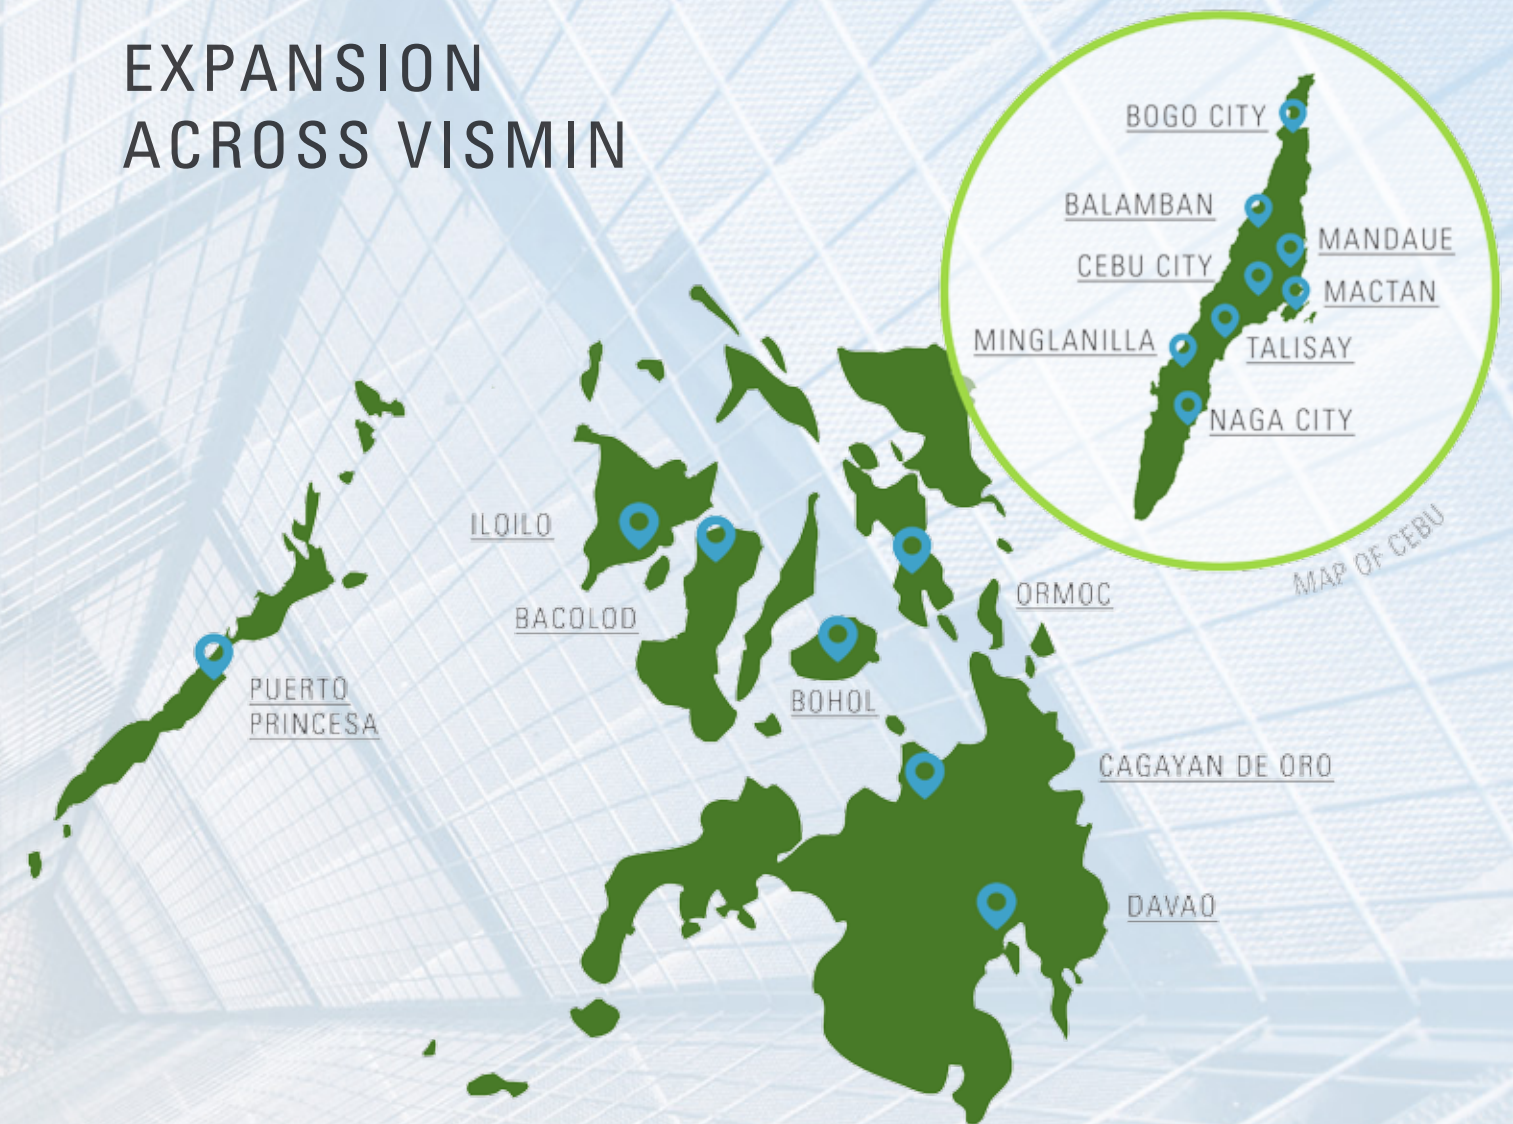 EXPANSION
ACROSS VISMIN
BOGO CITY
BALAMBAN
MANDAUE
CEBU CITY
MACTAN
MINGLANILLA
TALISAY
NAGA CITY
MAP OF CEBU
ILOILO
BACOLOD
ORMOC
PUERTO
PRINCESA
BOHOL
CAGAYAN DE ORO
DAVAO